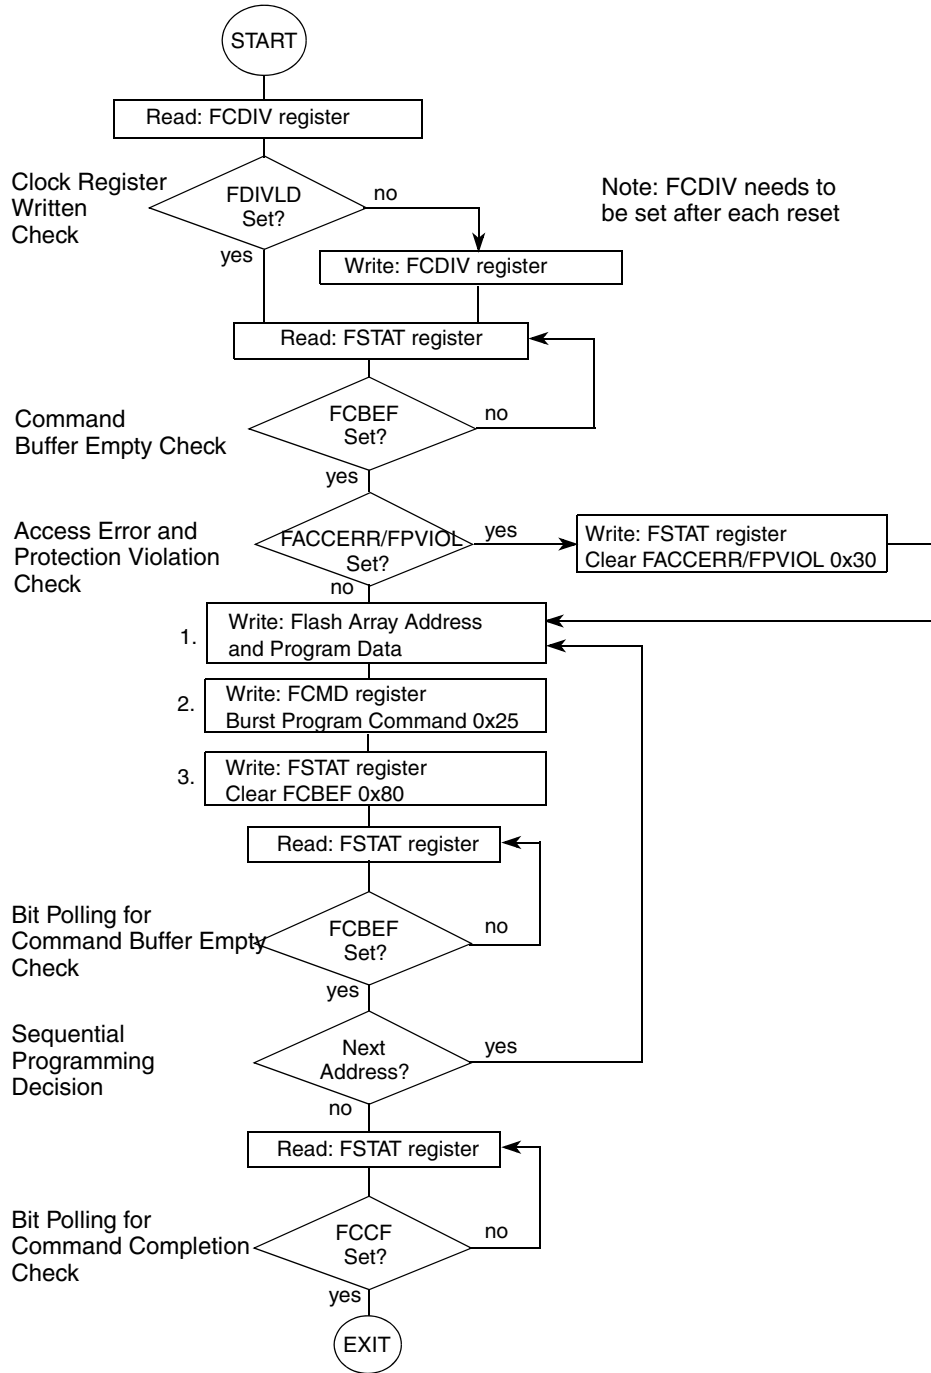 START
Read: FCDIV register
Clock Register
Written
Check
FDIVLD
Set?
no
yes
Note: FCDIV needs to
be set after each reset
Write: FCDIV register
Read: FSTAT register
Command
Buffer Empty Check
FCBEF
Set?
no
yes
Access Error and
Protection Violation
Check
FACCERR/FPVIOL
Set?
yes
no
Write: FSTAT register
Clear FACCERR/FPVIOL 0x30
1.
Write: Flash Array Address
and Program Data
2.
Write: FCMD register
Burst Program Command 0x25
3.
Write: FSTAT register
Clear FCBEF 0x80
Read: FSTAT register
Bit Polling for
Command Buffer Empty
Check
FCBEF
Set?
no
yes
Sequential
Programming
Decision
Next
Address?
yes
no
Read: FSTAT register
Bit Polling for
Command Completion
Check
FCCF
Set?
no
yes
EXIT